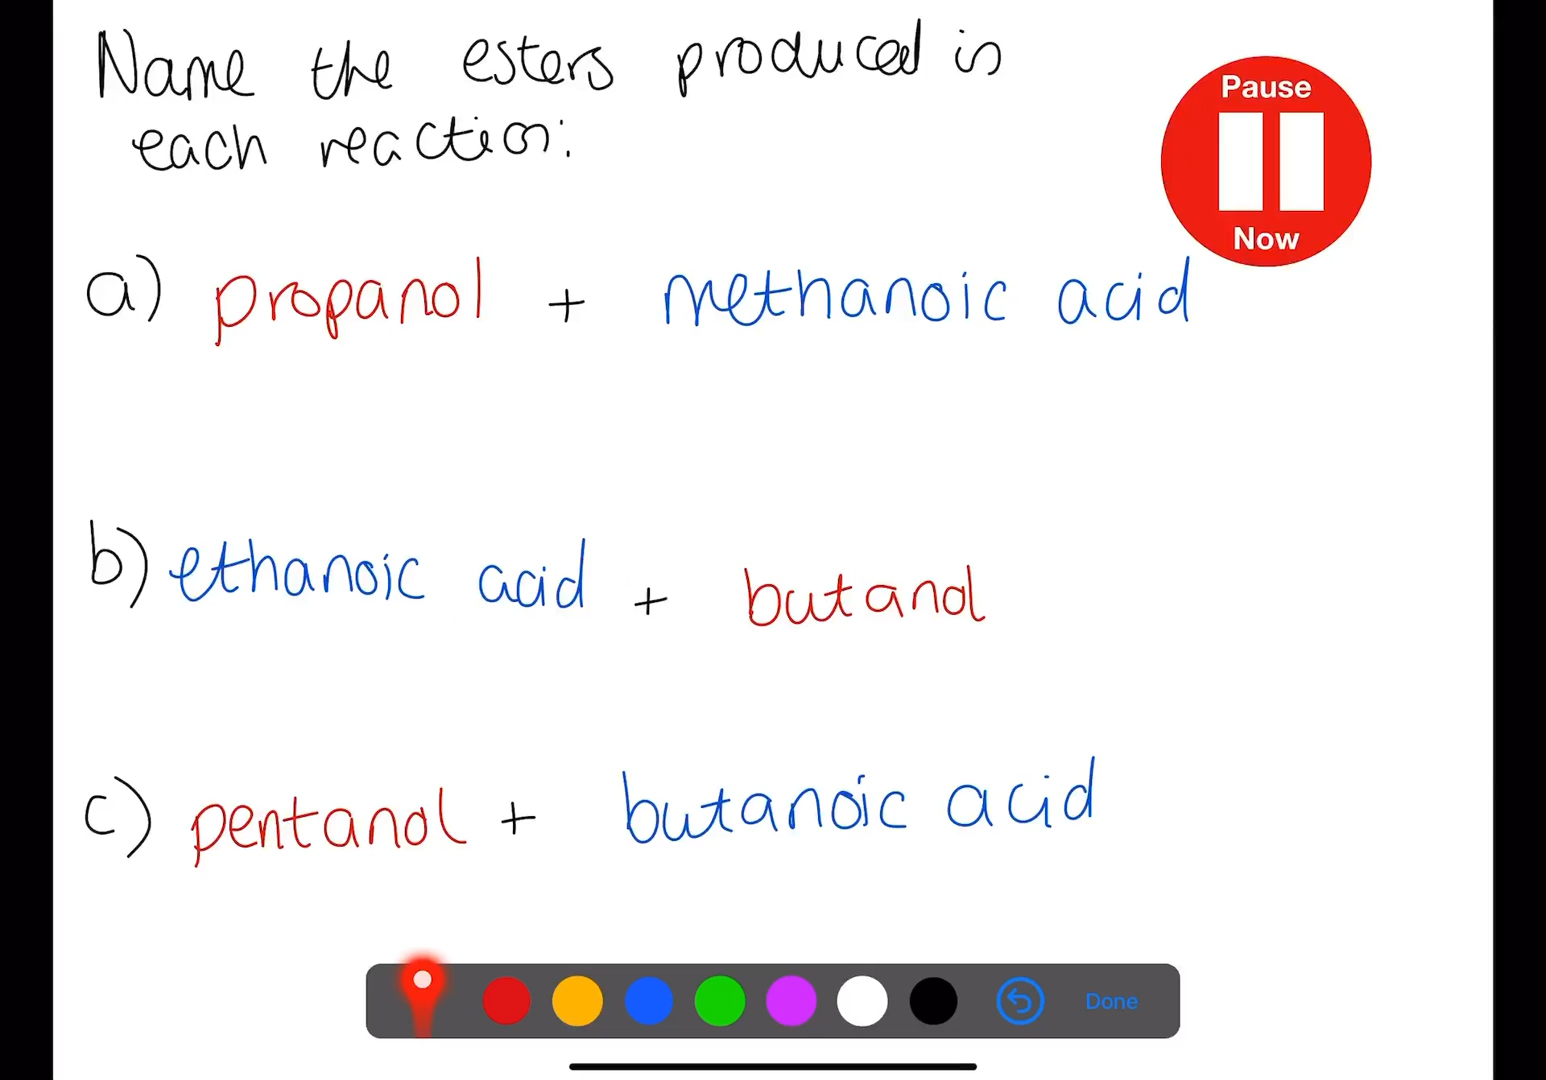 Name the esters produced in
each reaction:
Pause
Now
a) propanol + methanoic acid
b) ethanoic acid + butanol
c) pentanol + butanoic acid
Done